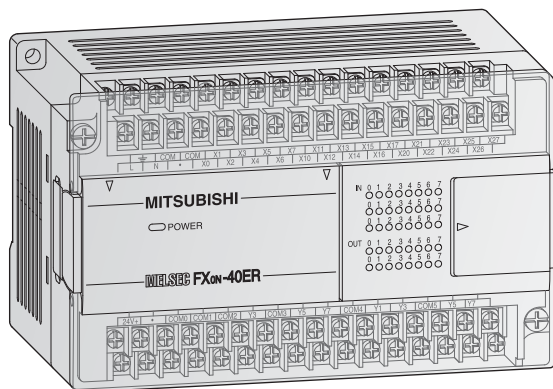 ⏚ COM COM X1 X3 X5 X7 X11 X13 X15 X17 X21 X23 X25 X27
L N • X0 X2 X4 X6 X10 X12 X14 X16 X20 X22 X24 X26
MITSUBISHI
POWER
IN 0 1 2 3 4 5 6 7
0 1 2 3 4 5 6 7
0 1 2 3 4 5 6 7
OUT 0 1 2 3 4 5 6 7
0 1 2 3 4 5 6 7
MELSEC FX0N-40ER
24V+ • COM0 COM1 COM2 Y3 COM3 Y5 Y7 COM4 Y1 Y3 COM5 Y5 Y7